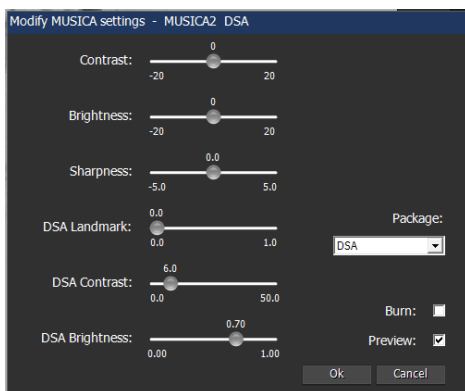 Modify MUSICA settings - MUSICA2 DSA
0
Contrast:
-20 20
0
Brightness:
-20 20
0.0
Sharpness:
-5.0 5.0
0.0
DSA Landmark:
0.0 1.0
Package:
DSA
6.0
DSA Contrast:
0.0 50.0
Burn:
0.70
DSA Brightness:
0.00 1.00
Preview:
Ok Cancel